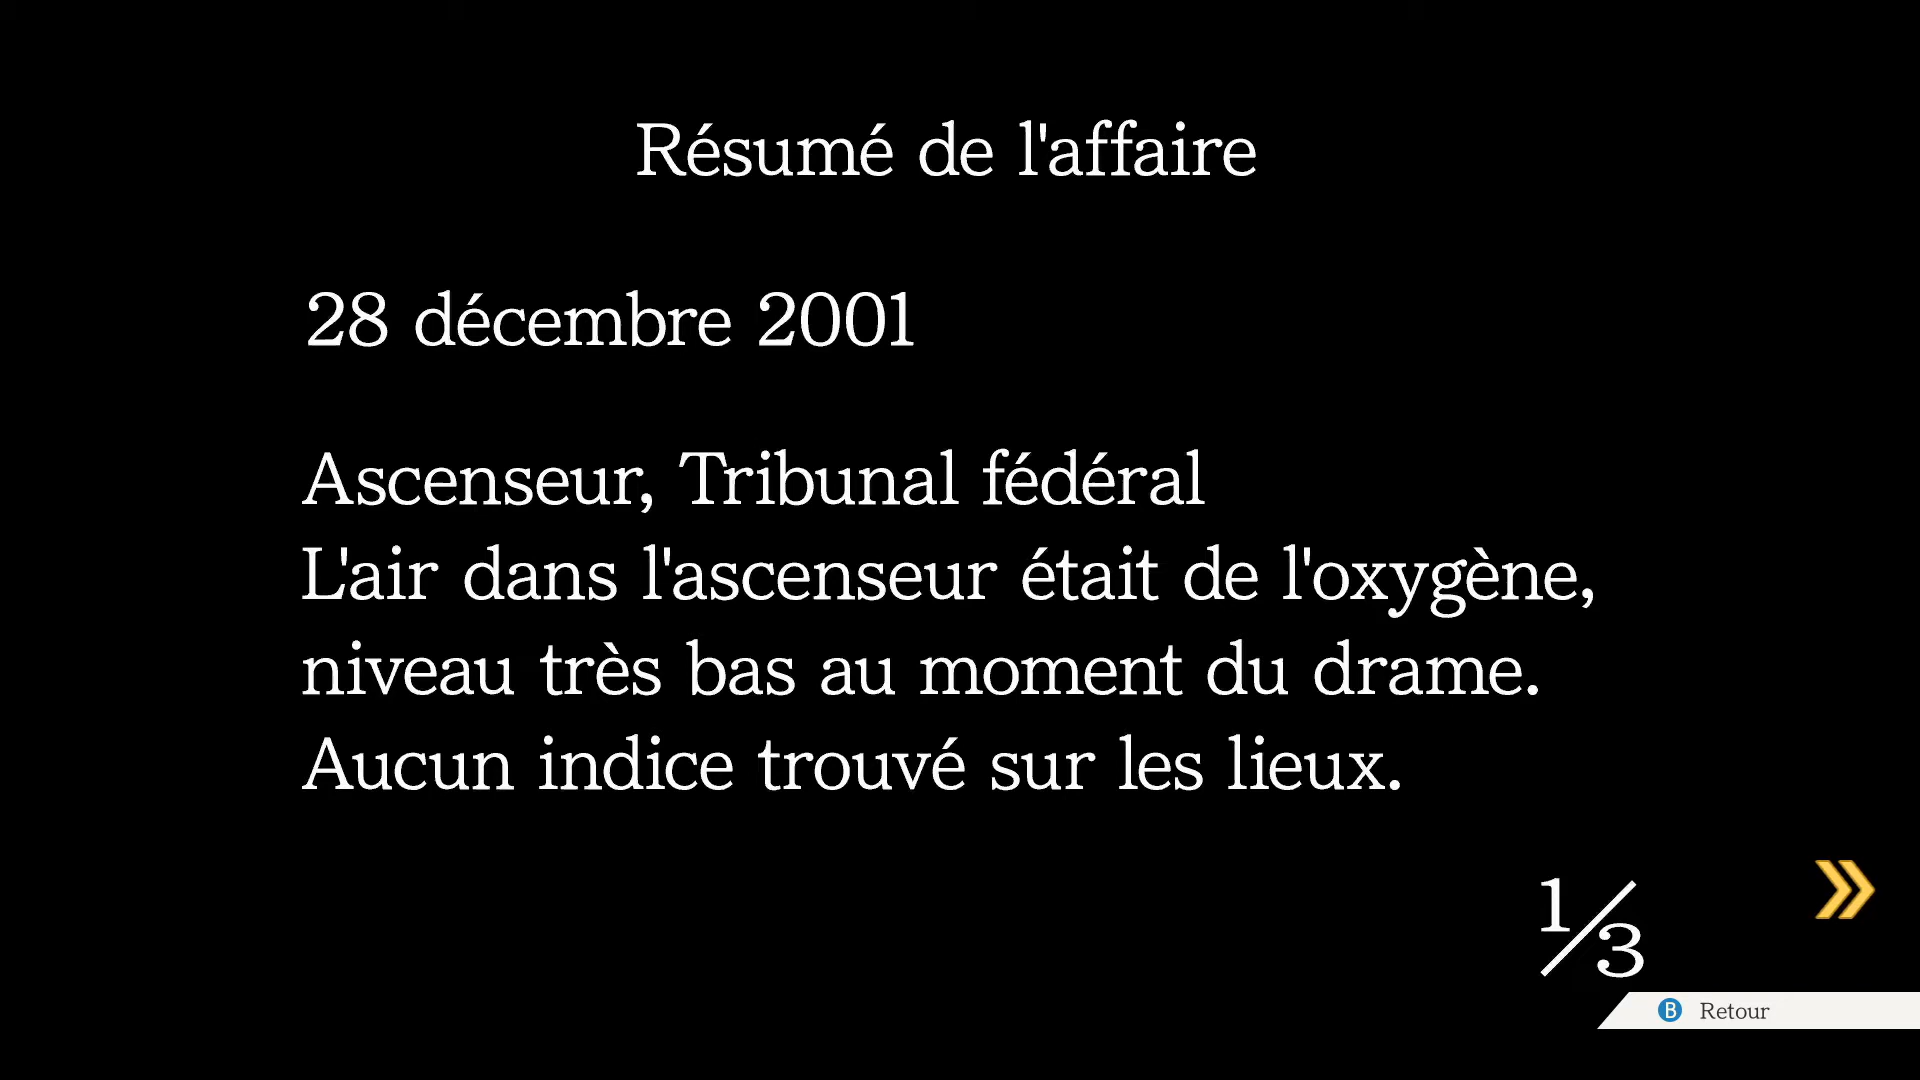 Résumé de l'affaire
28 décembre 2001
Ascenseur, Tribunal fédéral
L'air dans l'ascenseur était de l'oxygène,
niveau très bas au moment du drame.
Aucun indice trouvé sur les lieux.
1/3
B Retour